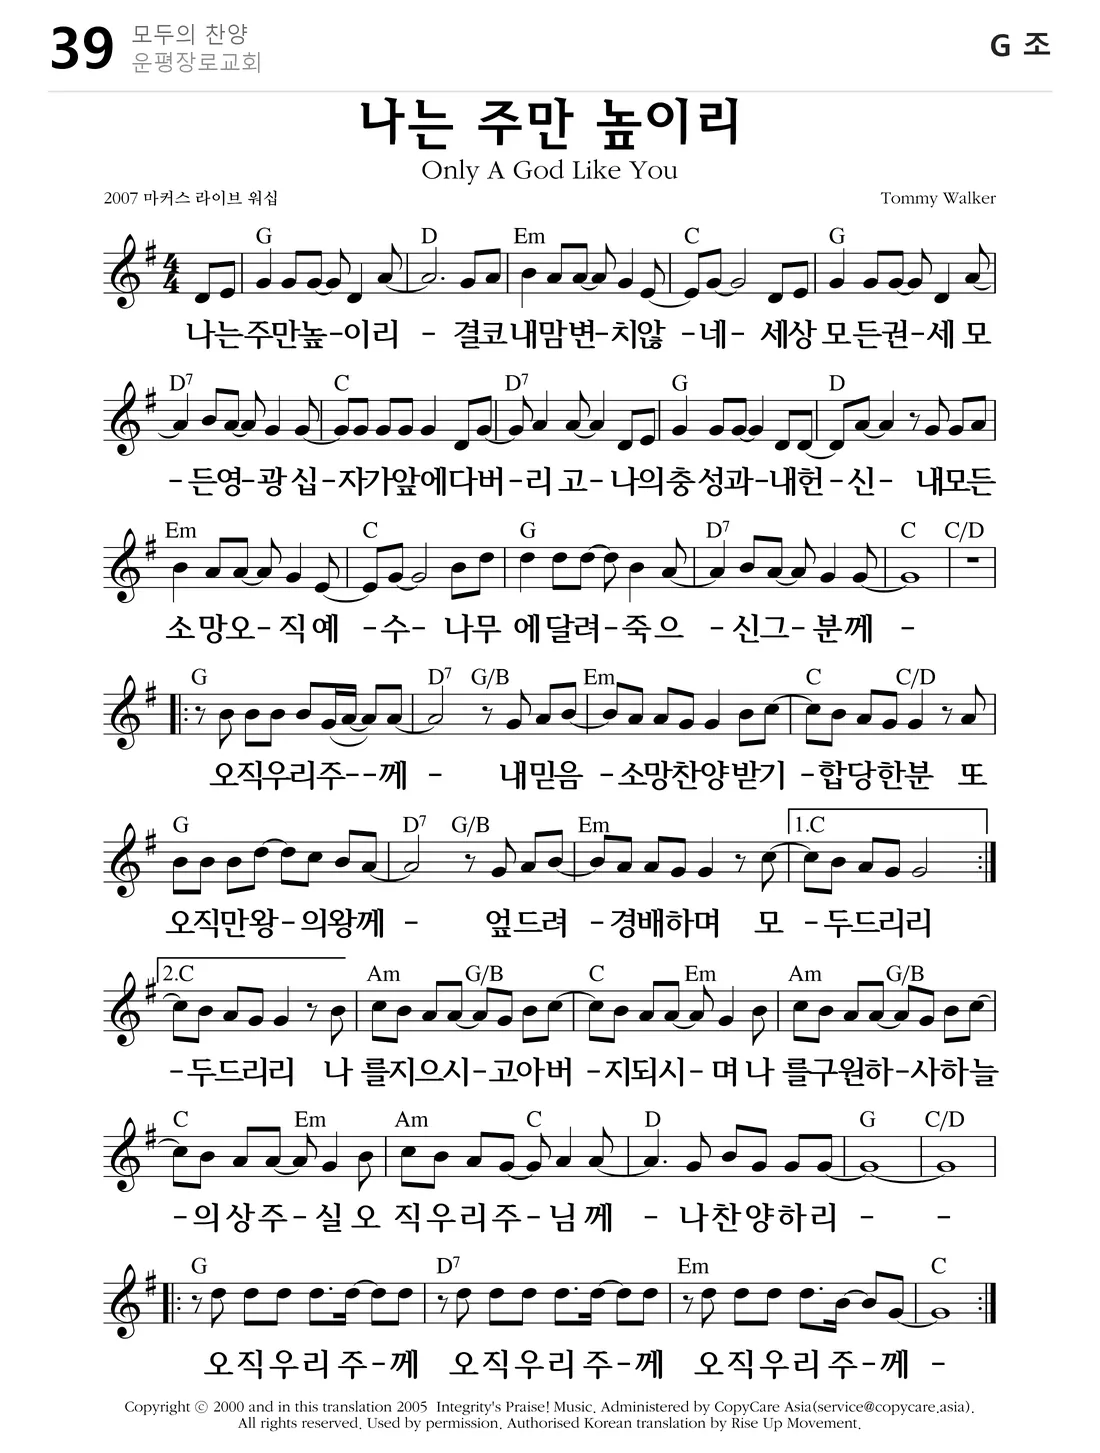 39
모두의 찬양
운평장로교회
G 조
나는 주만 높이리
Only A God Like You
2007 마커스 라이브 워십
Tommy Walker
G D Em C G
4/4
나는주만높-이리 - 결코내맘변-치않 -네- 세상 모든권-세 모
D7 C D7 G D
-든영-광 십-자가앞에다버-리 고- 나의충성과-내헌-신- 내모든
Em C G D7 C C/D
소망오-직예 -수- 나무 에달려-죽으 -신그-분께 -
G D7 G/B Em C C/D
오직우리주--께 - 내믿음 -소망찬양받기 -합당한분 또
G D7 G/B Em 1.C
오직만왕-의왕께 - 엎드려 -경배하며 모 -두드리리
2.C Am G/B C Em Am G/B
-두드리리 나 를지으시-고아버 -지되시-며나 를구원하-사하늘
C Em Am C D G C/D
-의상주-실오 직우리주-님께 - 나찬양하리 - -
G D7 Em C
오직우리주-께 오직우리주-께 오직우리주-께 -
Copyright ⓒ 2000 and in this translation 2005 Integrity's Praise! Music. Administered by CopyCare Asia(service@copycare.asia).
All rights reserved. Used by permission. Authorised Korean translation by Rise Up Movement.